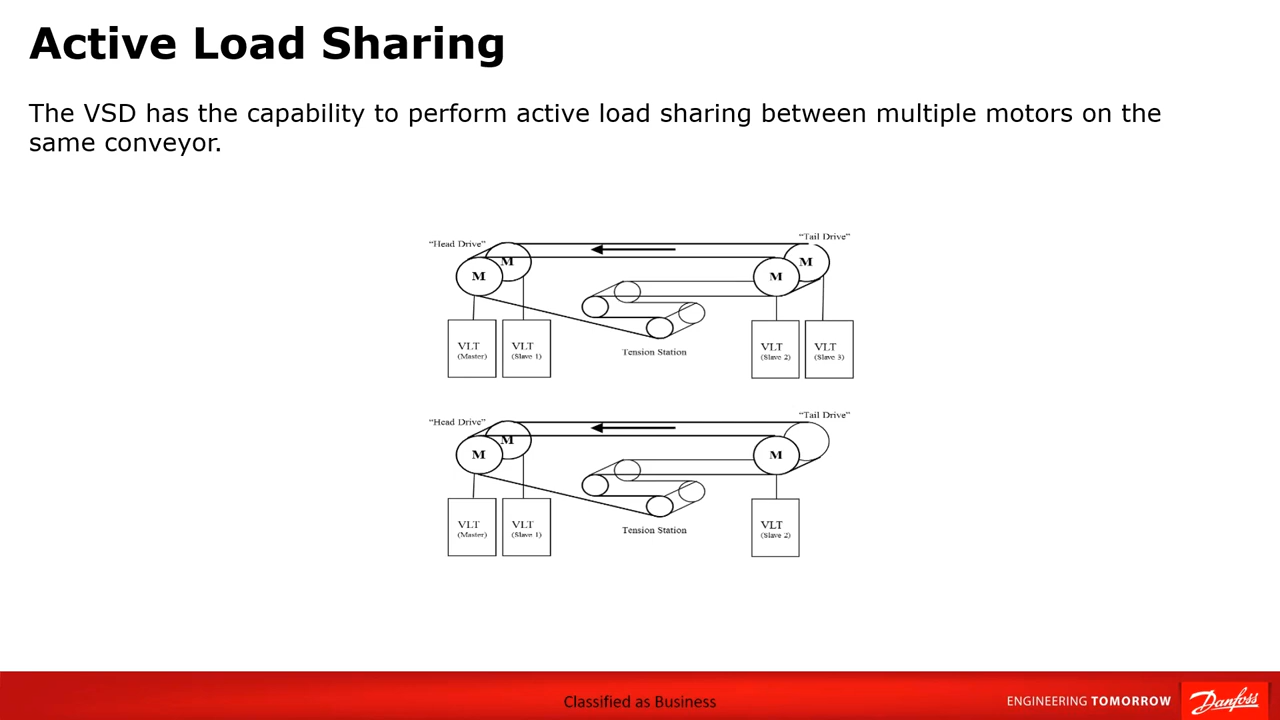 Active Load Sharing
The VSD has the capability to perform active load sharing between multiple motors on the
same conveyor.
“Head Drive”
“Tail Drive”
M
M
M
M
VLT
(Master)
VLT
(Slave 1)
Tension Station
VLT
(Slave 2)
VLT
(Slave 3)
“Head Drive”
“Tail Drive”
M
M
M
VLT
(Master)
VLT
(Slave 1)
Tension Station
VLT
(Slave 2)
Classified as Business
ENGINEERING TOMORROW
Danfoss